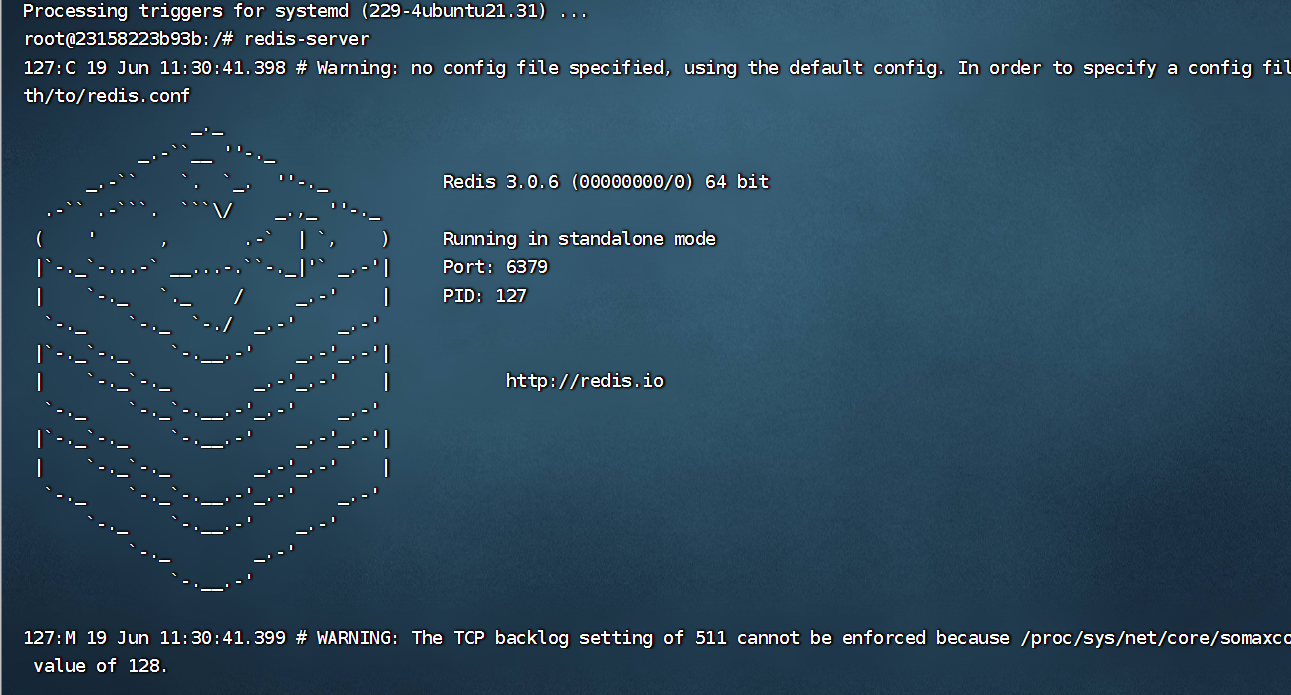 Processing triggers for systemd (229-4ubuntu21.31) ...
root@23158223b93b:/# redis-server
127:C 19 Jun 11:30:41.398 # Warning: no config file specified, using the default config. In order to specify a config fil
th/to/redis.conf
Redis 3.0.6 (00000000/0) 64 bit
Running in standalone mode
Port: 6379
PID: 127
http://redis.io
127:M 19 Jun 11:30:41.399 # WARNING: The TCP backlog setting of 511 cannot be enforced because /proc/sys/net/core/somaxco
value of 128.